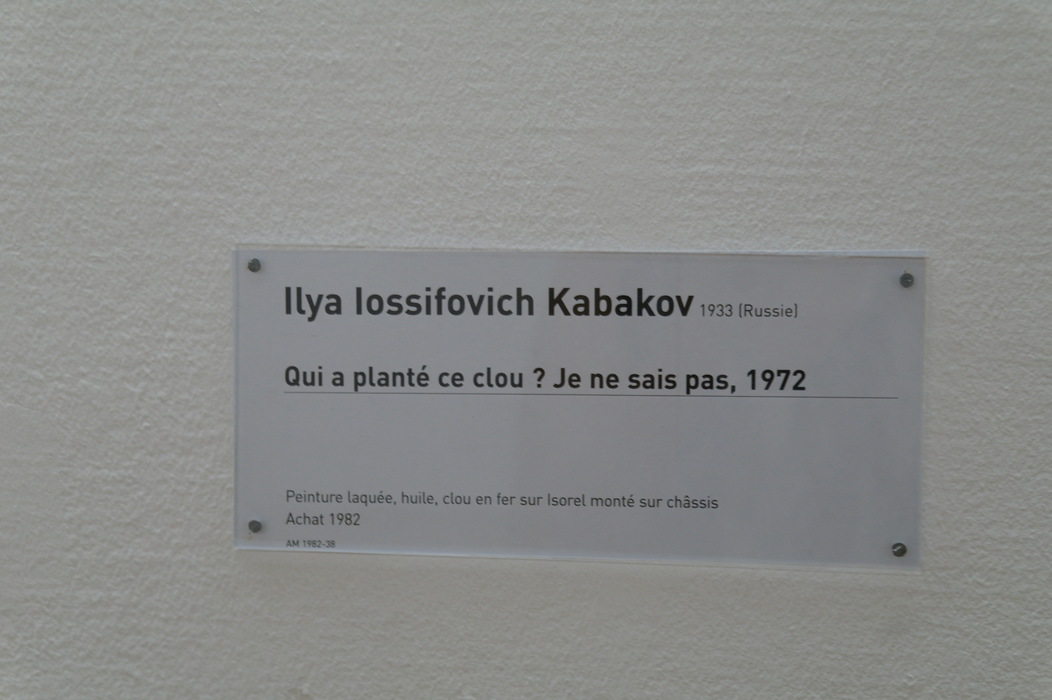 Ilya Iossifovich Kabakov 1933 (Russie)
Qui a planté ce clou ? Je ne sais pas, 1972
Peinture laquée, huile, clou en fer sur Isorel monté sur châssis
Achat 1982
AM 1982-38